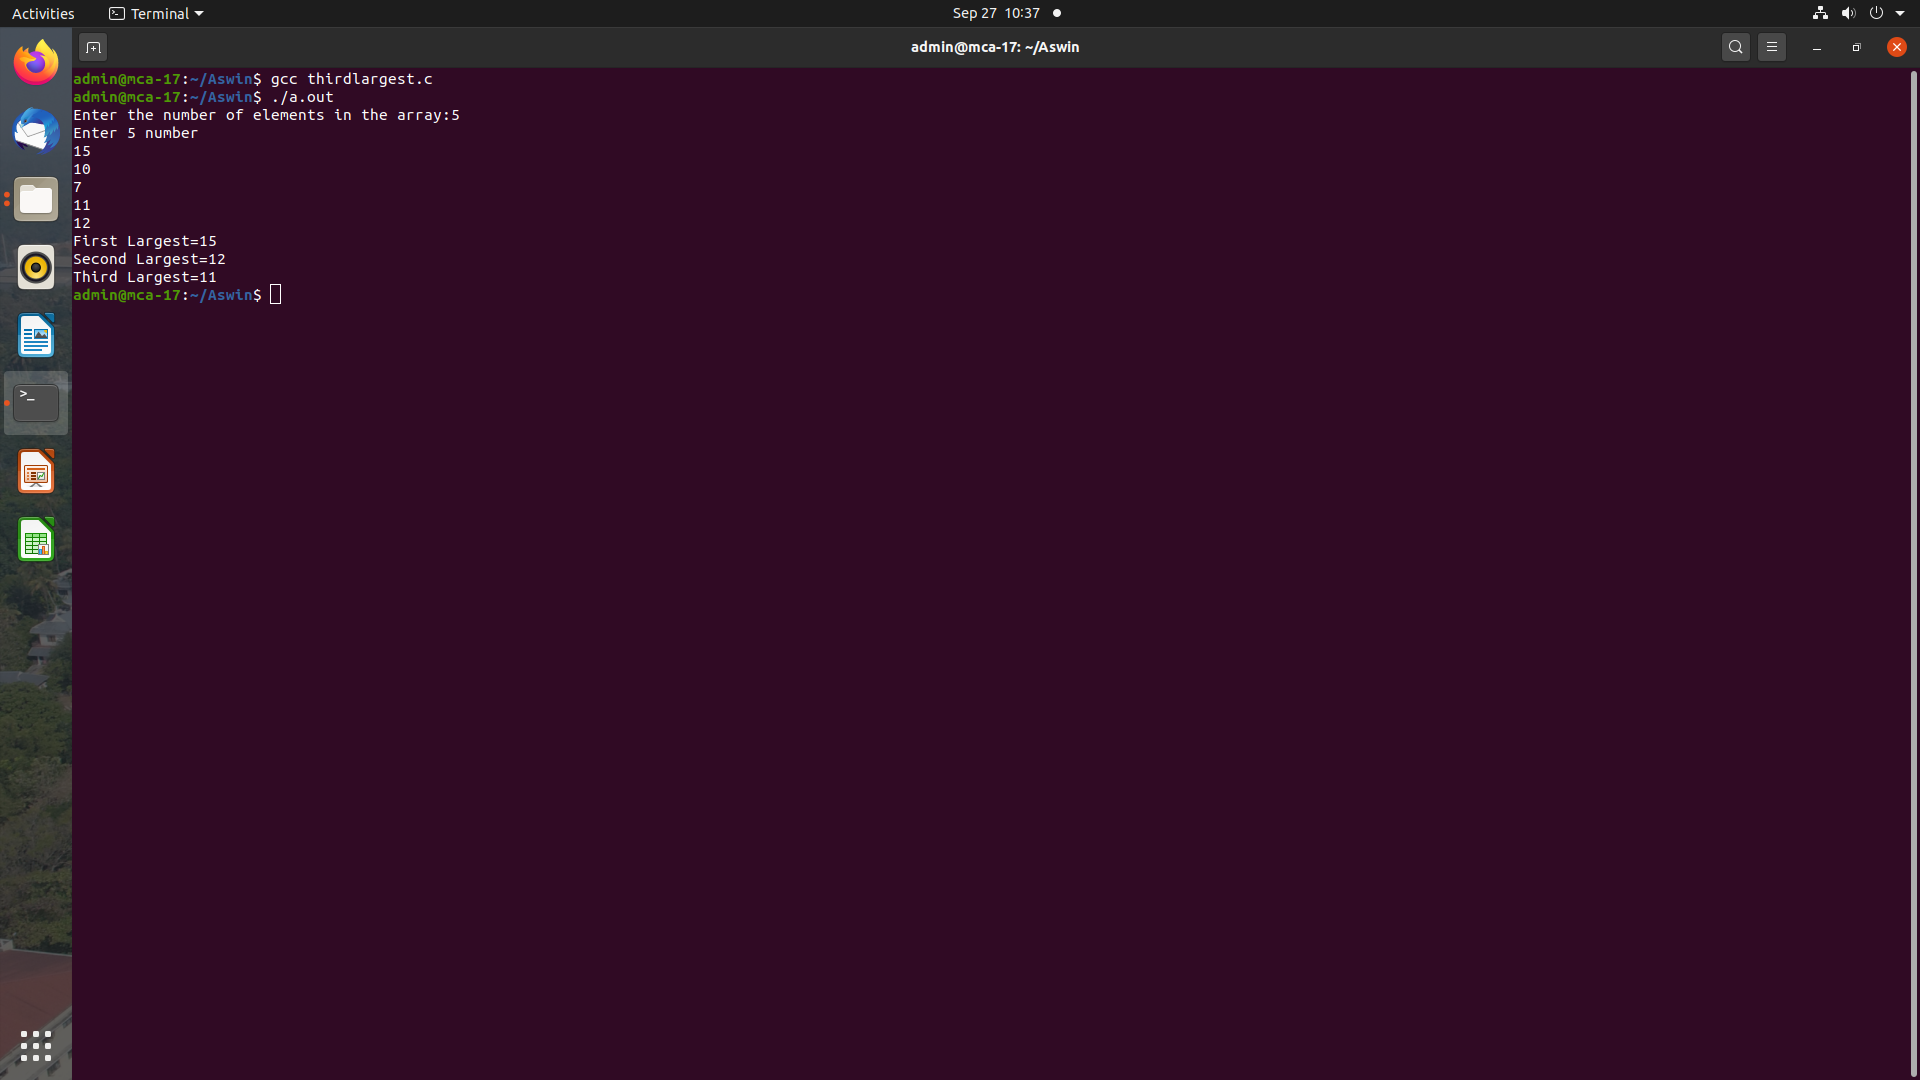 Activities
Terminal
Sep 27 10:37
admin@mca-17: ~/Aswin
admin@mca-17:~/Aswin$ gcc thirdlargest.c
admin@mca-17:~/Aswin$ ./a.out
Enter the number of elements in the array:5
Enter 5 number
15
10
7
11
12
First Largest=15
Second Largest=12
Third Largest=11
admin@mca-17:~/Aswin$